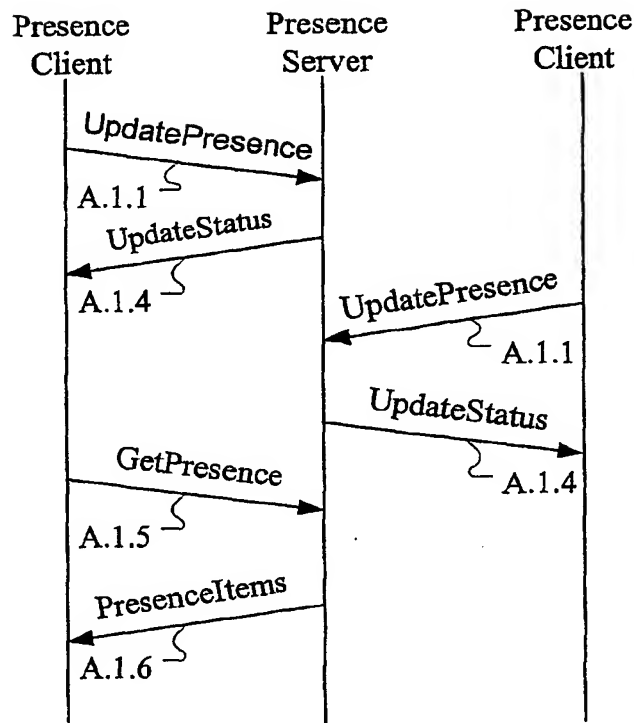 Presence
Client
Presence
Server
Presence
Client
UpdatePresence
A.1.1
UpdateStatus
A.1.4
UpdatePresence
A.1.1
UpdateStatus
A.1.4
GetPresence
A.1.5
PresenceItems
A.1.6